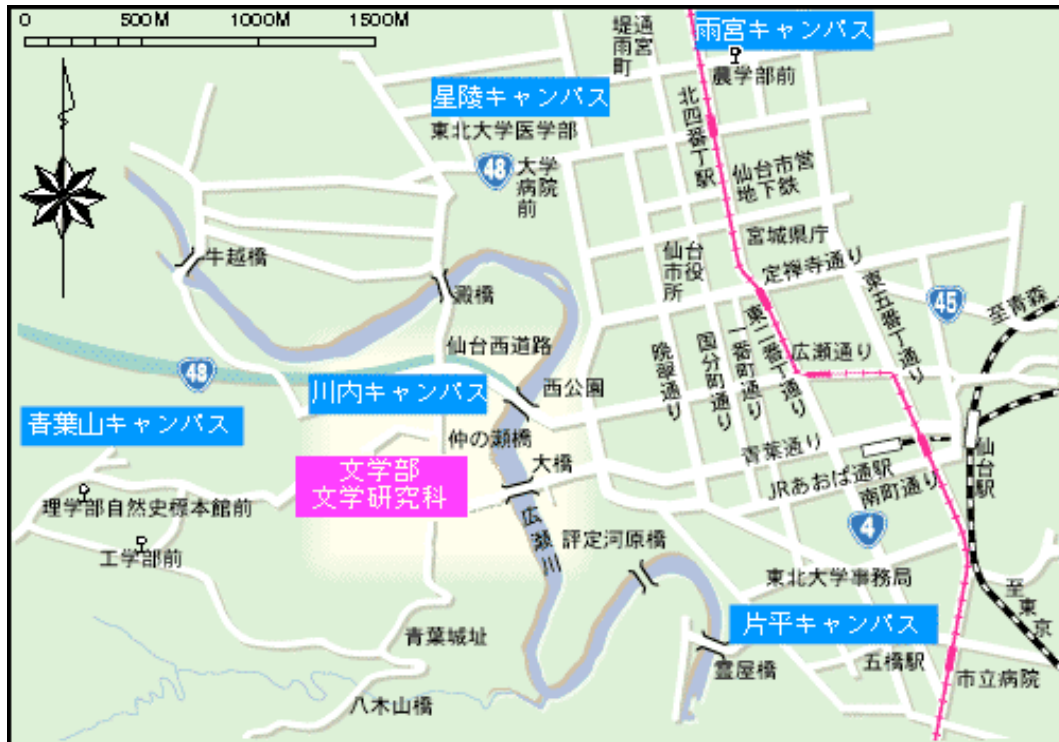 0 500M 1000M 1500M
堤通雨宮町
雨宮キャンパス
農学部前
星陵キャンパス
東北大学医学部
48
大学病院前
北四番丁駅
仙台市営
地下鉄
宮城県庁
仙台市役所
定禅寺通り
牛越橋
澱橋
45
至青森
東五番丁通り
仙台西道路
晩翠通り
国分町通り
一番町通り
東二番丁通り
広瀬通り
48
川内キャンパス
西公園
青葉山キャンパス
仲の瀬橋
青葉通り
文学部
文学研究科
大橋
JRあおば通駅
仙台駅
南町通り
理学部自然史標本館前
広瀬川
4
評定河原橋
工学部前
東北大学事務局
至東京
片平キャンパス
青葉城址
霊屋橋
五橋駅
市立病院
八木山橋